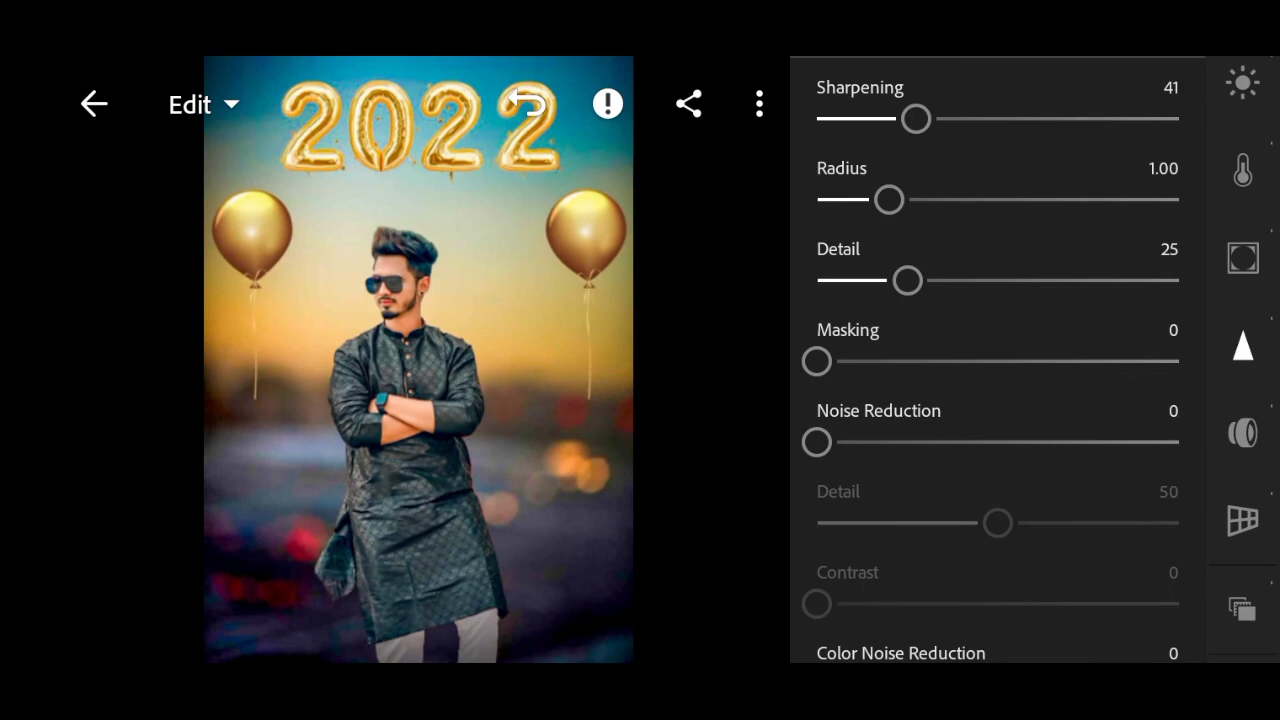 Edit
2022
Sharpening 41
Radius 1.00
Detail 25
Masking 0
Noise Reduction 0
Detail 50
Contrast 0
Color Noise Reduction 0